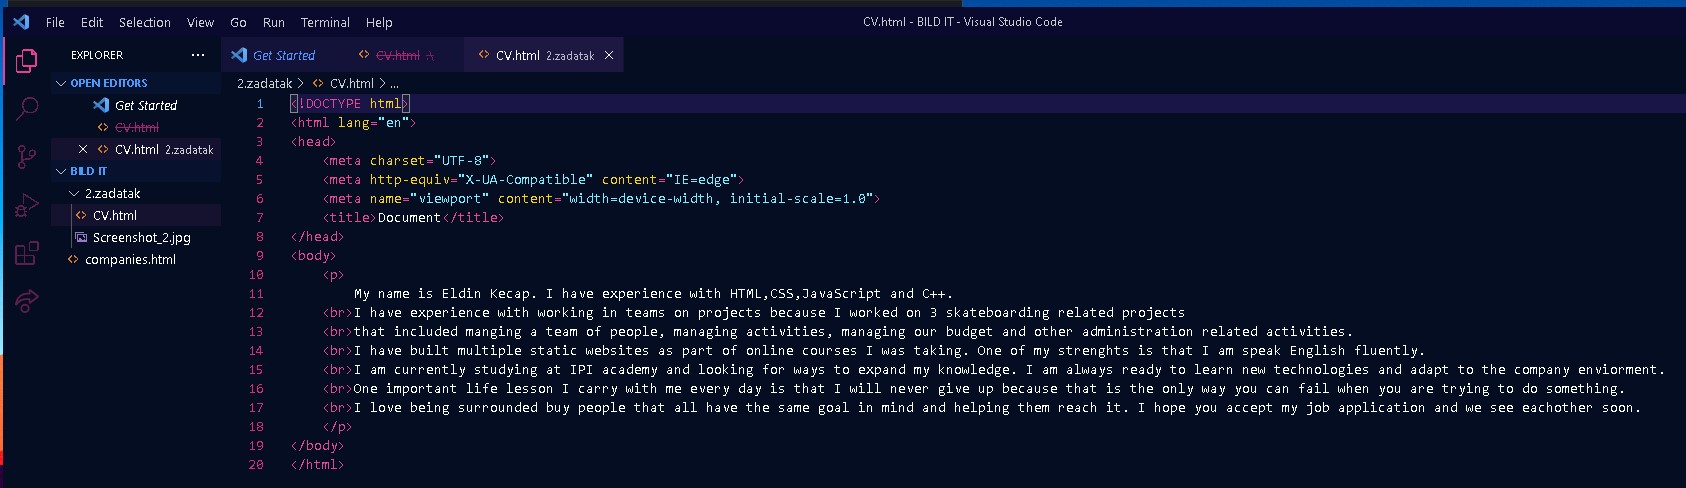 File Edit Selection View Go Run Terminal Help
CV.html - BILD IT - Visual Studio Code
EXPLORER ...
Get Started
CV.html .\
CV.html 2.zadatak
OPEN EDITORS
Get Started
CV.html
CV.html 2.zadatak
BILD IT
2.zadatak
CV.html
Screenshot_2.jpg
companies.html
2.zadatak > CV.html > ...
1 <!DOCTYPE html>
2 <html lang="en">
3 <head>
4 <meta charset="UTF-8">
5 <meta http-equiv="X-UA-Compatible" content="IE=edge">
6 <meta name="viewport" content="width=device-width, initial-scale=1.0">
7 <title>Document</title>
8 </head>
9 <body>
10 <p>
11 My name is Eldin Kecap. I have experience with HTML,CSS,JavaScript and C++.
12 <br>I have experience with working in teams on projects because I worked on 3 skateboarding related projects
13 <br>that included manging a team of people, managing activities, managing our budget and other administration related activities.
14 <br>I have built multiple static websites as part of online courses I was taking. One of my strenghts is that I am speak English fluently.
15 <br>I am currently studying at IPI academy and looking for ways to expand my knowledge. I am always ready to learn new technologies and adapt to the company enviorment.
16 <br>One important life lesson I carry with me every day is that I will never give up because that is the only way you can fail when you are trying to do something.
17 <br>I love being surrounded buy people that all have the same goal in mind and helping them reach it. I hope you accept my job application and we see eachother soon.
18 </p>
19 </body>
20 </html>